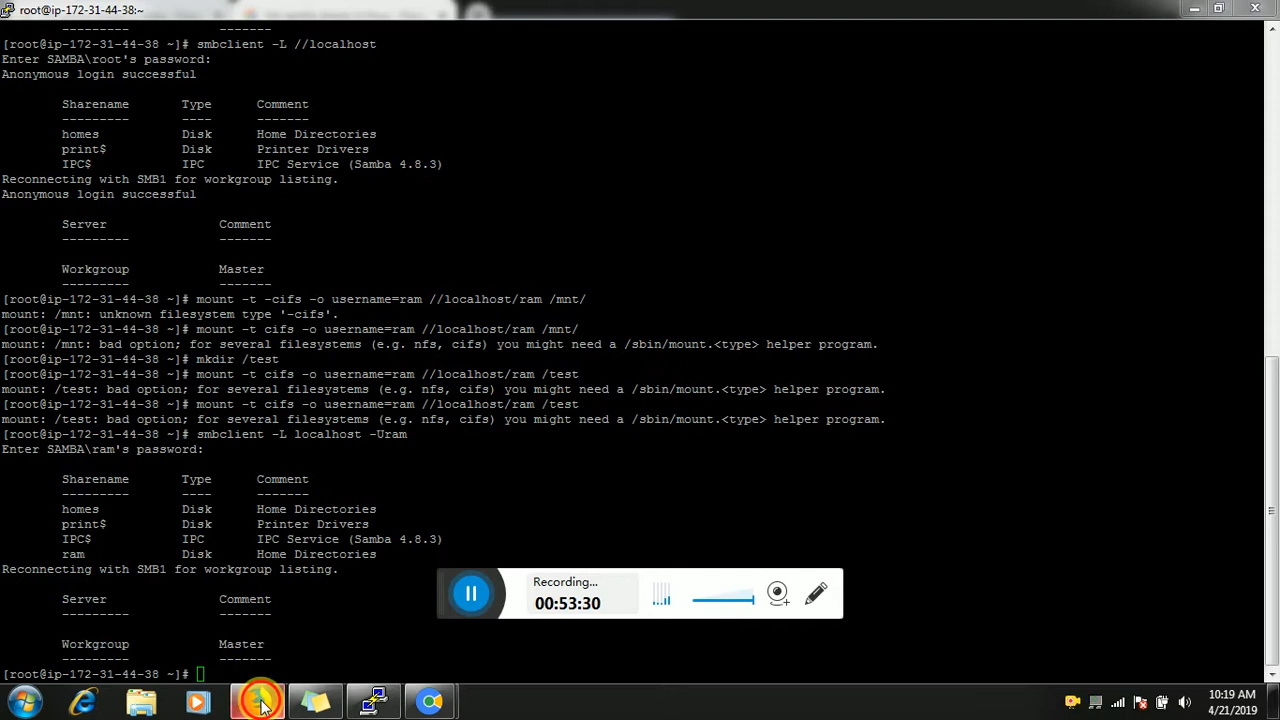 root@ip-172-31-44-38:~
[root@ip-172-31-44-38 ~]# smbclient -L //localhost
Enter SAMBA\root's password:
Anonymous login successful
Sharename Type Comment
--------- ---- -------
homes Disk Home Directories
print$ Disk Printer Drivers
IPC$ IPC IPC Service (Samba 4.8.3)
Reconnecting with SMB1 for workgroup listing.
Anonymous login successful
Server Comment
--------- -------
Workgroup Master
--------- -------
[root@ip-172-31-44-38 ~]# mount -t -cifs -o username=ram //localhost/ram /mnt/
mount: /mnt: unknown filesystem type '-cifs'.
[root@ip-172-31-44-38 ~]# mount -t cifs -o username=ram //localhost/ram /mnt/
mount: /mnt: bad option; for several filesystems (e.g. nfs, cifs) you might need a /sbin/mount.<type> helper program.
[root@ip-172-31-44-38 ~]# mkdir /test
[root@ip-172-31-44-38 ~]# mount -t cifs -o username=ram //localhost/ram /test
mount: /test: bad option; for several filesystems (e.g. nfs, cifs) you might need a /sbin/mount.<type> helper program.
[root@ip-172-31-44-38 ~]# mount -t cifs -o username=ram //localhost/ram /test
mount: /test: bad option; for several filesystems (e.g. nfs, cifs) you might need a /sbin/mount.<type> helper program.
[root@ip-172-31-44-38 ~]# smbclient -L localhost -Uram
Enter SAMBA\ram's password:
Sharename Type Comment
--------- ---- -------
homes Disk Home Directories
print$ Disk Printer Drivers
IPC$ IPC IPC Service (Samba 4.8.3)
ram Disk Home Directories
Reconnecting with SMB1 for workgroup listing.
Server Comment
--------- -------
Workgroup Master
--------- -------
[root@ip-172-31-44-38 ~]#
Recording...
00:53:30
10:19 AM
4/21/2019